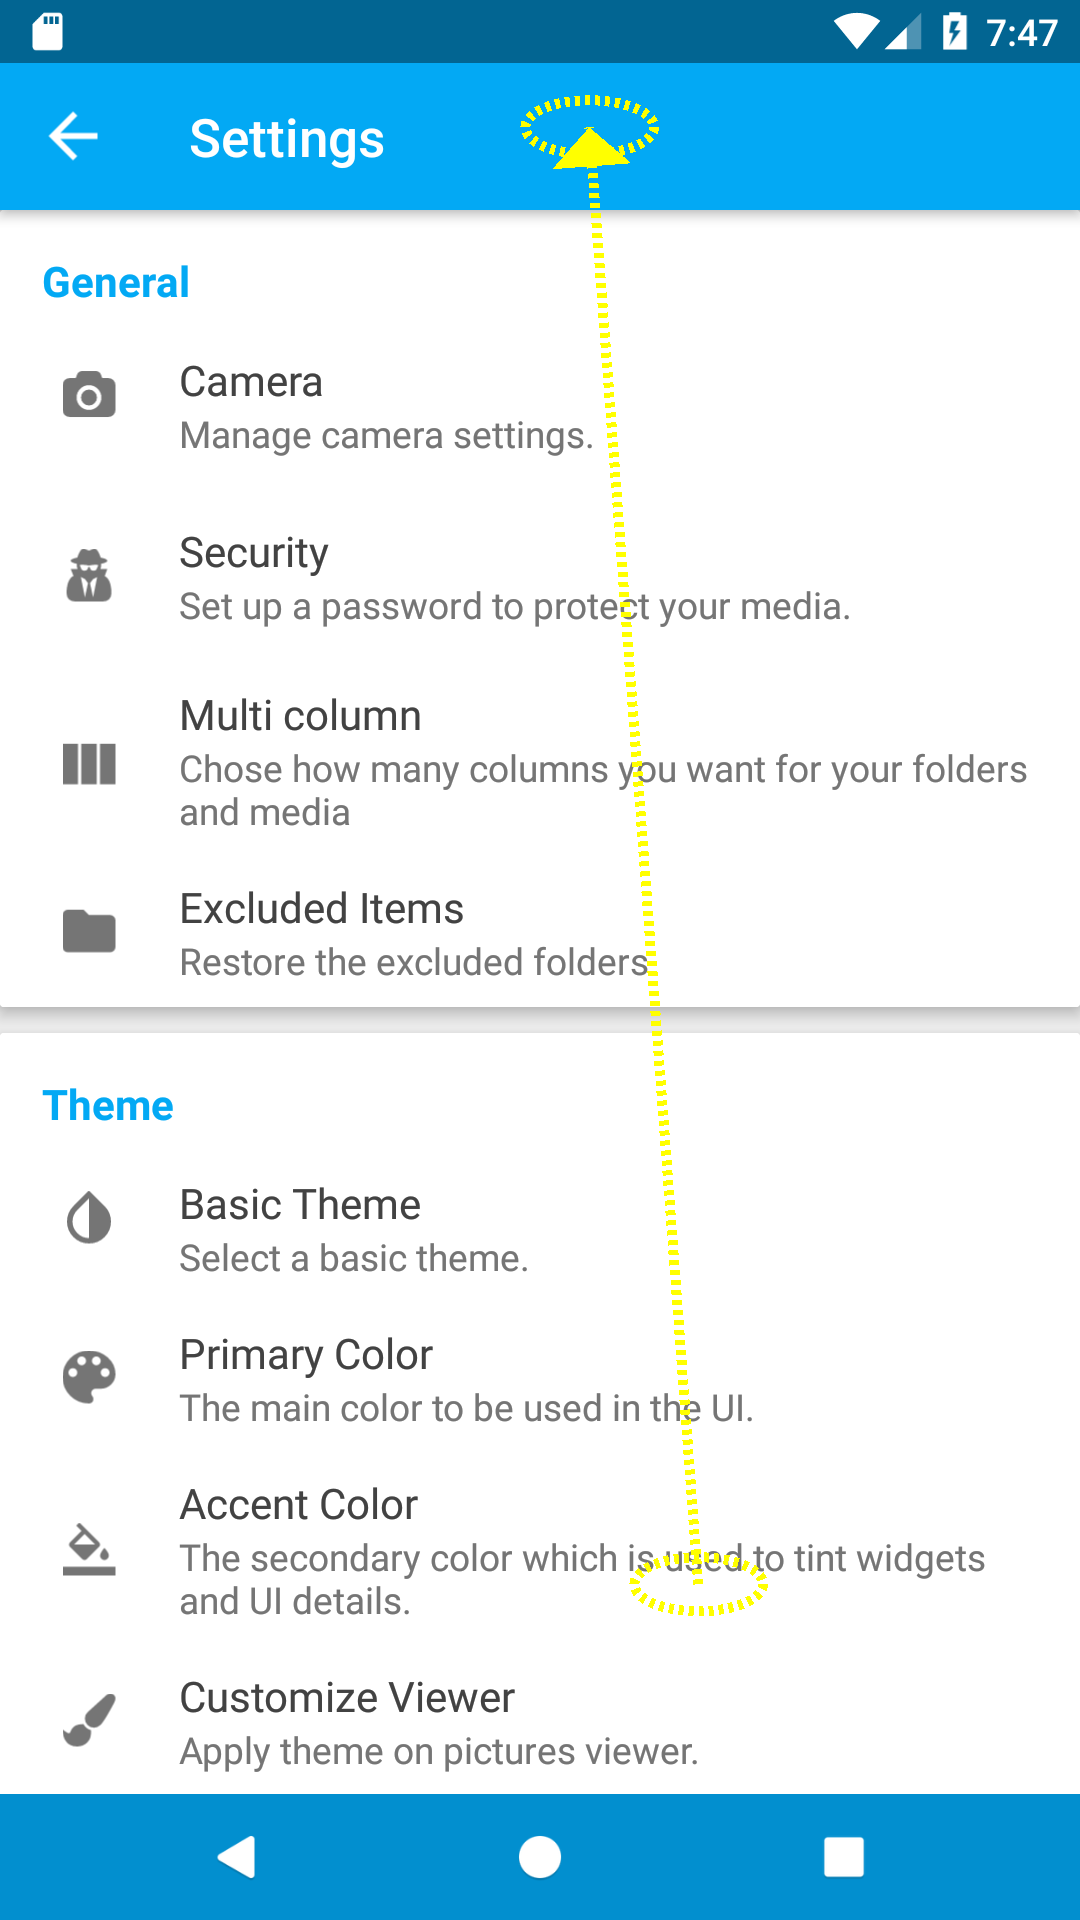 7:47
Settings
General
Camera
Manage camera settings.
Security
Set up a password to protect your media.
Multi column
Chose how many columns you want for your folders
and media
Excluded Items
Restore the excluded folders
Theme
Basic Theme
Select a basic theme.
Primary Color
The main color to be used in the UI.
Accent Color
The secondary color which is used to tint widgets
and UI details.
Customize Viewer
Apply theme on pictures viewer.